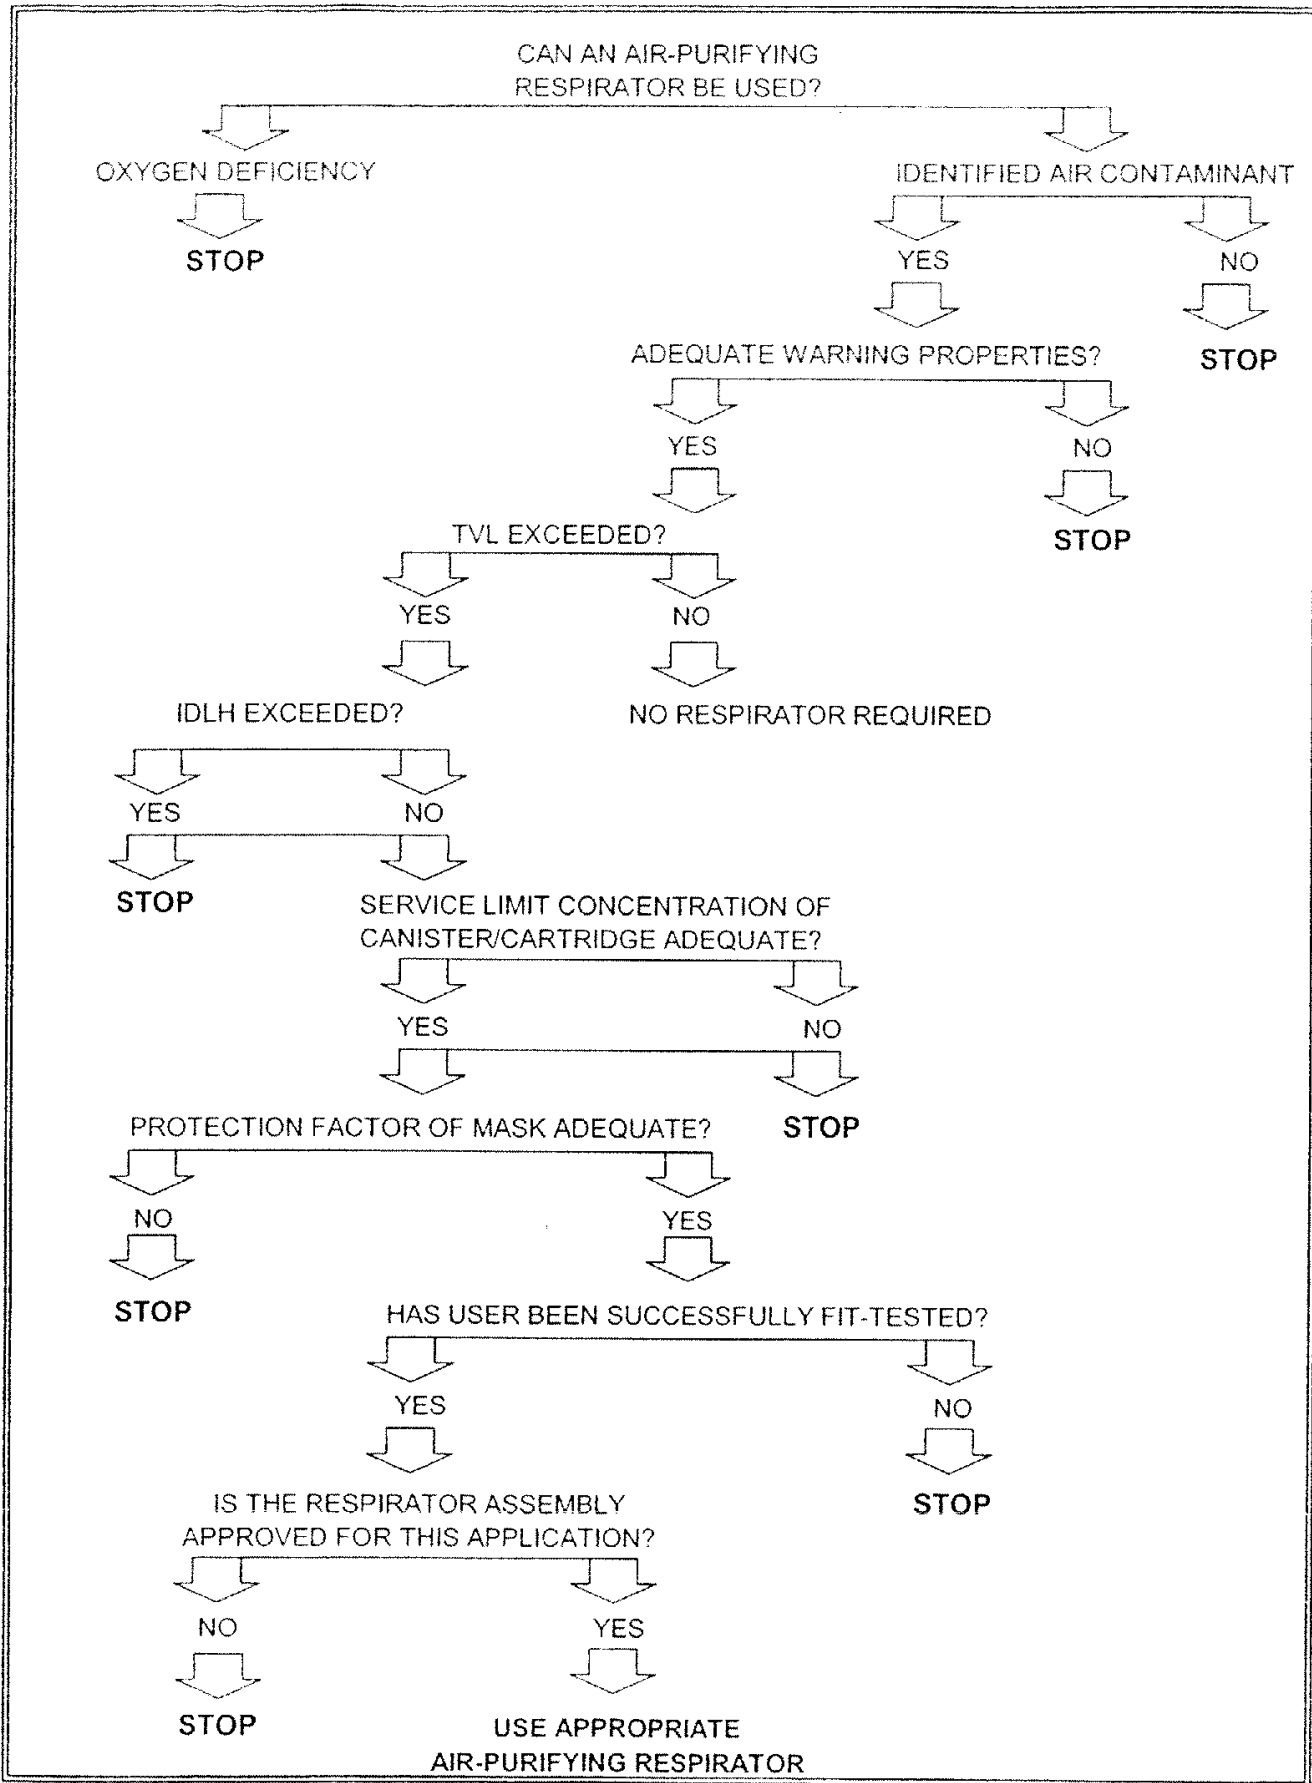 CAN AN AIR-PURIFYING
RESPIRATOR BE USED?
OXYGEN DEFICIENCY
IDENTIFIED AIR CONTAMINANT
STOP
YES
NO
ADEQUATE WARNING PROPERTIES?
STOP
YES
NO
TVL EXCEEDED?
STOP
YES
NO
IDLH EXCEEDED?
NO RESPIRATOR REQUIRED
YES
NO
STOP
SERVICE LIMIT CONCENTRATION OF
CANISTER/CARTRIDGE ADEQUATE?
YES
NO
PROTECTION FACTOR OF MASK ADEQUATE?
STOP
NO
YES
STOP
HAS USER BEEN SUCCESSFULLY FIT-TESTED?
YES
NO
IS THE RESPIRATOR ASSEMBLY
APPROVED FOR THIS APPLICATION?
STOP
NO
YES
STOP
USE APPROPRIATE
AIR-PURIFYING RESPIRATOR